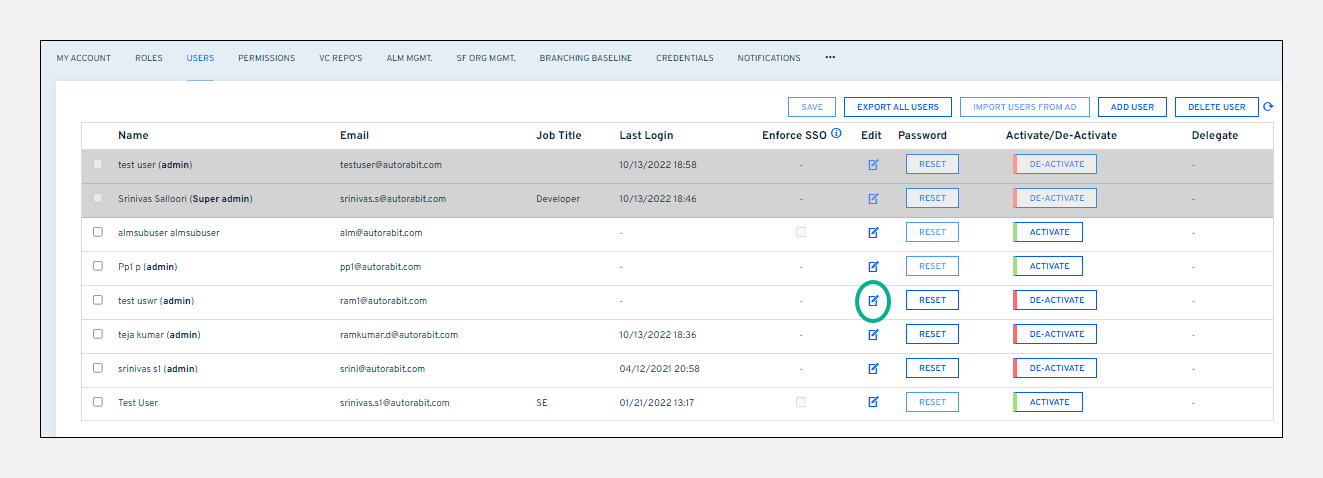 MY ACCOUNT ROLES USERS PERMISSIONS VC REPO'S ALM MGMT. SF ORG MGMT. BRANCHING BASELINE CREDENTIALS NOTIFICATIONS ...
SAVE EXPORT ALL USERS IMPORT USERS FROM AD ADD USER DELETE USER
Name Email Job Title Last Login Enforce SSO Edit Password Activate/De-Activate Delegate
test user (admin) testuser@autorabit.com 10/13/2022 18:58 - RESET DE-ACTIVATE -
Srinivas Salloori (Super admin) srinivas.s@autorabit.com Developer 10/13/2022 18:46 - RESET DE-ACTIVATE -
almsubuser almsubuser alm@autorabit.com - RESET ACTIVATE -
Pp1 p (admin) pp1@autorabit.com - - RESET ACTIVATE -
test uswr (admin) ram1@autorabit.com - - RESET DE-ACTIVATE -
teja kumar (admin) ramkumar.d@autorabit.com 10/13/2022 18:36 - RESET DE-ACTIVATE -
srinivas s1 (admin) srini@autorabit.com 04/12/2021 20:58 - RESET DE-ACTIVATE -
Test User srinivas.s1@autorabit.com SE 01/21/2022 13:17 RESET ACTIVATE -